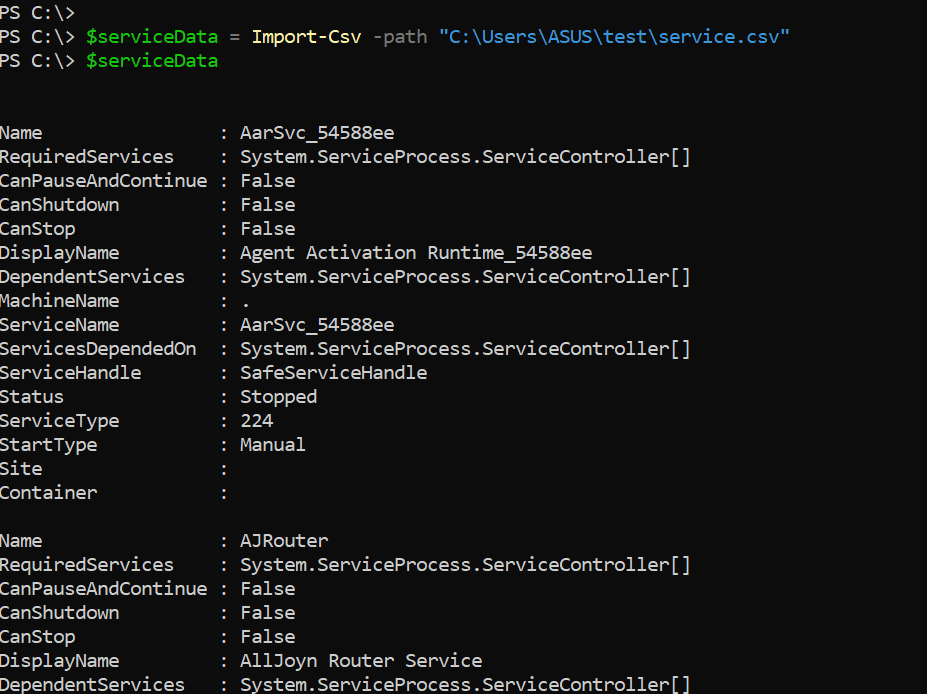 PS C:\>
PS C:\> $serviceData = Import-Csv -path "C:\Users\ASUS\test\service.csv"
PS C:\> $serviceData
Name                : AarSvc_54588ee
RequiredServices    : System.ServiceProcess.ServiceController[]
CanPauseAndContinue : False
CanShutdown         : False
CanStop             : False
DisplayName         : Agent Activation Runtime_54588ee
DependentServices   : System.ServiceProcess.ServiceController[]
MachineName         : .
ServiceName         : AarSvc_54588ee
ServicesDependedOn  : System.ServiceProcess.ServiceController[]
ServiceHandle       : SafeServiceHandle
Status              : Stopped
ServiceType         : 224
StartType           : Manual
Site                :
Container           :
Name                : AJRouter
RequiredServices    : System.ServiceProcess.ServiceController[]
CanPauseAndContinue : False
CanShutdown         : False
CanStop             : False
DisplayName         : AllJoyn Router Service
DependentServices   : System.ServiceProcess.ServiceController[]